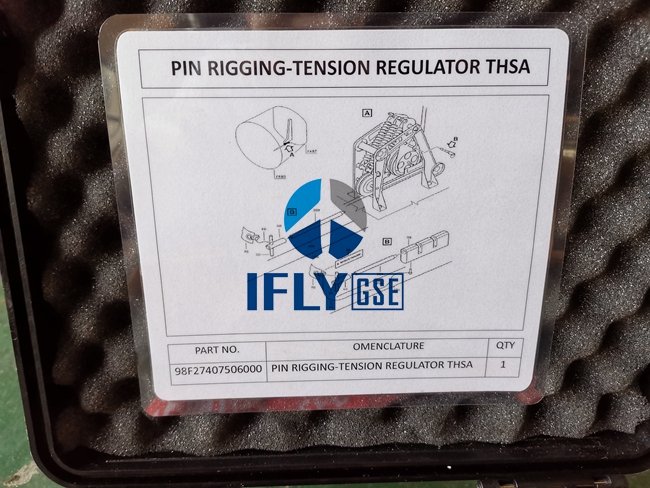 PIN RIGGING-TENSION REGULATOR THSA
A
B
A
B
B
IFLY GSE
PART NO. OMENCLATURE QTY
98F27407506000 PIN RIGGING-TENSION REGULATOR THSA 1